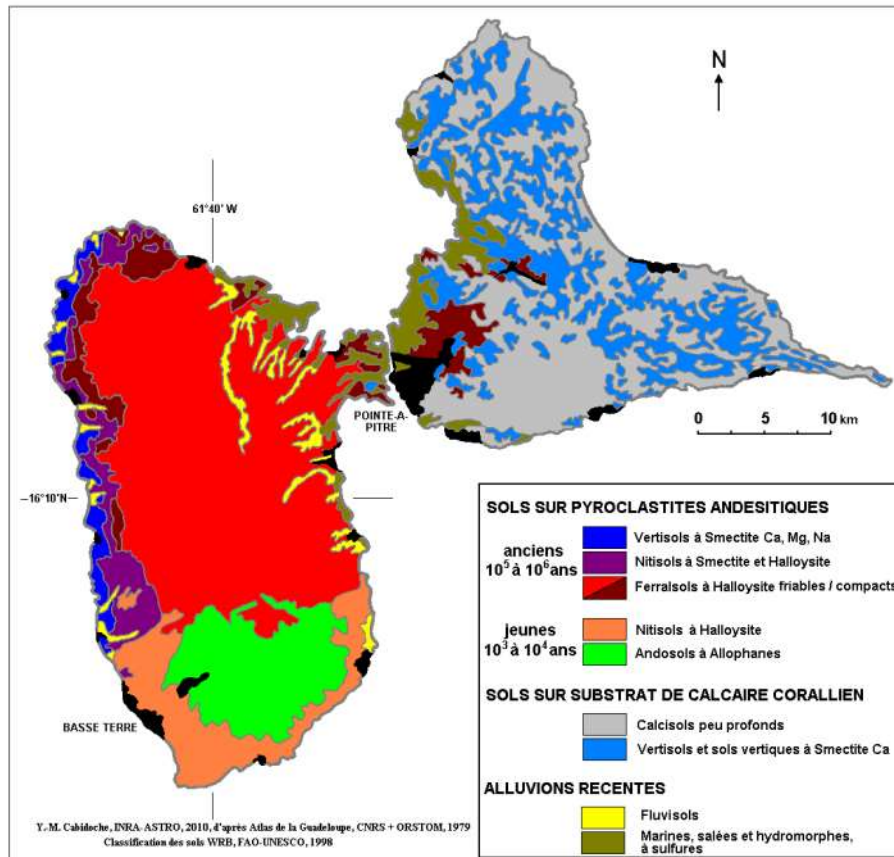 N
61°40' W
POINTE-A-
PITRE
0 5 10 km
16°10'N
BASSE TERRE
SOLS SUR PYROCLASTITES ANDESITIQUES
anciens
10⁵ à 10⁶ ans
Vertisols à Smectite Ca, Mg, Na
Nitisols à Smectite et Halloysite
Ferralsols à Halloysite friables / compacts
jeunes
10³ à 10⁴ ans
Nitisols à Halloysite
Andosols à Allophanes
SOLS SUR SUBSTRAT DE CALCAIRE CORALLIEN
Calcisols peu profonds
Vertisols et sols vertiques à Smectite Ca
ALLUVIONS RECENTES
Fluvisols
Marines, salées et hydromorphes,
à sulfures
Y.-M. Cabidoche, INRA-ASTRO, 2010, d'après Atlas de la Guadeloupe, CNRS + ORSTOM, 1979
Classification des sols WRB, FAO-UNESCO, 1998